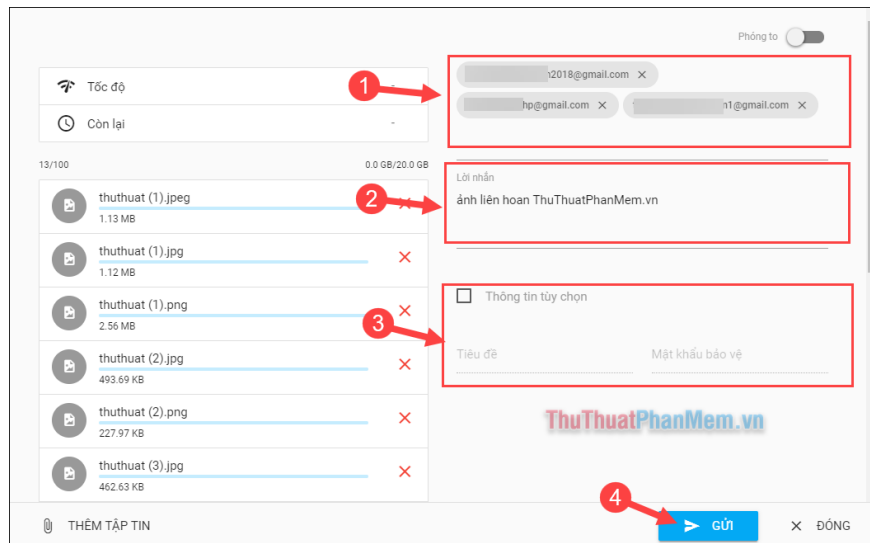 Phóng to
Tốc độ
-
Còn lại
-
13/100
0.0 GB/20.0 GB
thuthuat (1).jpeg
1.13 MB
thuthuat (1).jpg
1.12 MB
thuthuat (1).png
2.56 MB
thuthuat (2).jpg
493.69 KB
thuthuat (2).png
227.97 KB
thuthuat (3).jpg
462.63 KB
THÊM TẬP TIN
1
2018@gmail.com ×
hp@gmail.com × n1@gmail.com ×
2
Lời nhắn
ảnh liên hoan ThuThuatPhanMem.vn
3
Thông tin tùy chọn
Tiêu đề
Mật khẩu bảo vệ
ThuThuatPhanMem.vn
4
GỬI
ĐÓNG